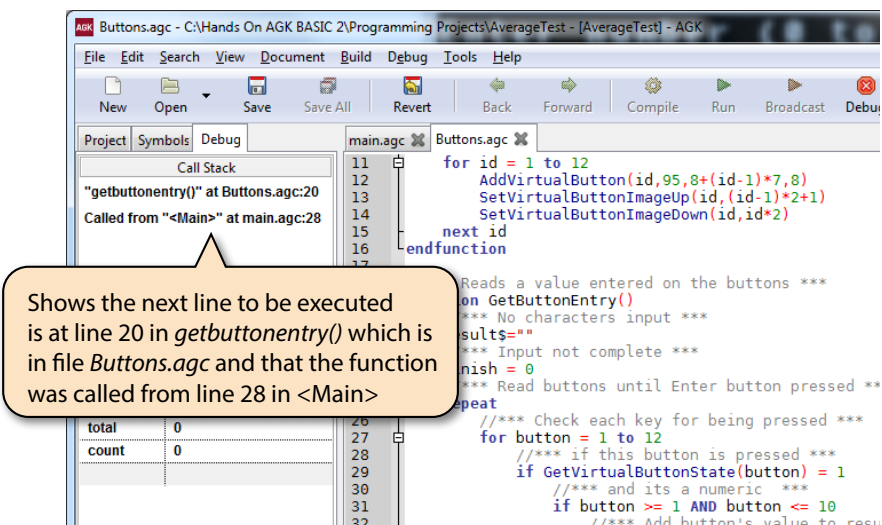 Buttons.agc - C:\Hands On AGK BASIC 2\Programming Projects\AverageTest - [AverageTest] - AGK
File Edit Search View Document Build Debug Tools Help
New Open Save Save All Revert Back Forward Compile Run Broadcast Debug
Project Symbols Debug
main.agc Buttons.agc
Call Stack
"getbuttonentry()" at Buttons.agc:20
Called from "<Main>" at main.agc:28
Shows the next line to be executed
is at line 20 in getbuttonentry() which is
in file Buttons.agc and that the function
was called from line 28 in <Main>
total 0
count 0
11 for id = 1 to 12
12 AddVirtualButton(id,95,8+(id-1)*7,8)
13 SetVirtualButtonImageUp(id,(id-1)*2+1)
14 SetVirtualButtonImageDown(id,id*2)
15 next id
16 endfunction
17
Reads a value entered on the buttons ***
on GetButtonEntry()
*** No characters input ***
sult$=""
*** Input not complete ***
nish = 0
*** Read buttons until Enter button pressed **
peat
26 //*** Check each key for being pressed ***
27 for button = 1 to 12
28 //*** if this button is pressed ***
29 if GetVirtualButtonState(button) = 1
30 //*** and its a numeric ***
31 if button >= 1 AND button <= 10
32 //*** Add button's value to resu